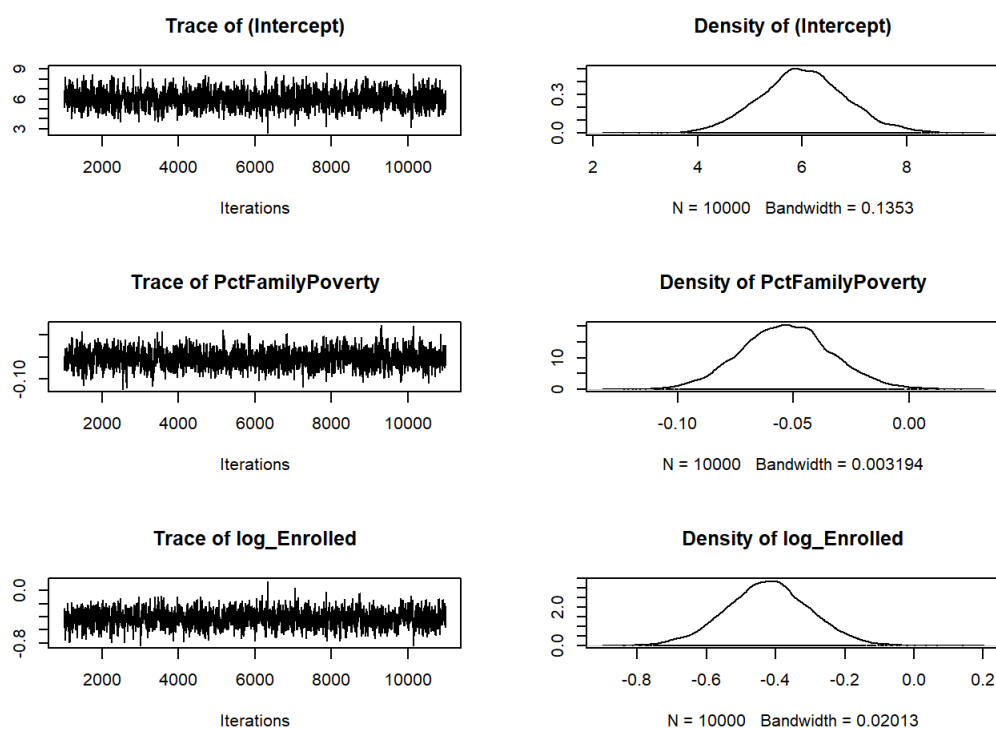 Trace of (Intercept)
9
6
3
2000 4000 6000 8000 10000
Iterations
Density of (Intercept)
0.3
0.0
2 4 6 8
N = 10000 Bandwidth = 0.1353
Trace of PctFamilyPoverty
-0.10
2000 4000 6000 8000 10000
Iterations
Density of PctFamilyPoverty
10
0
-0.10 -0.05 0.00
N = 10000 Bandwidth = 0.003194
Trace of log_Enrolled
0.0
-0.8
2000 4000 6000 8000 10000
Iterations
Density of log_Enrolled
2.0
0.0
-0.8 -0.6 -0.4 -0.2 0.0 0.2
N = 10000 Bandwidth = 0.02013